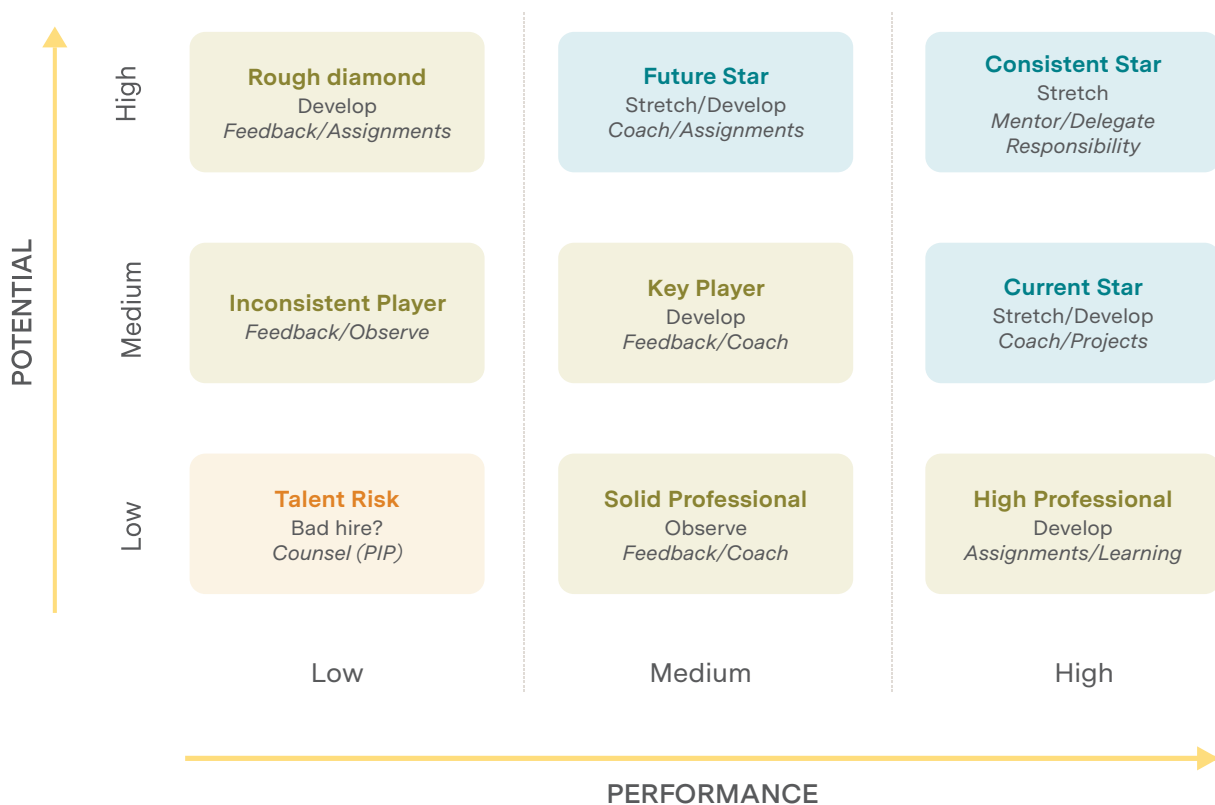 POTENTIAL
High
Rough diamond
Develop
Feedback/Assignments
Future Star
Stretch/Develop
Coach/Assignments
Consistent Star
Stretch
Mentor/Delegate
Responsibility
Medium
Inconsistent Player
Feedback/Observe
Key Player
Develop
Feedback/Coach
Current Star
Stretch/Develop
Coach/Projects
Low
Talent Risk
Bad hire?
Counsel (PIP)
Solid Professional
Observe
Feedback/Coach
High Professional
Develop
Assignments/Learning
Low
Medium
High
PERFORMANCE